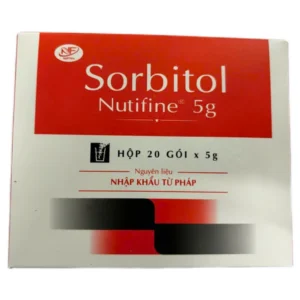 Sorbitol
Nutifine® 5g
HỘP 20 GÓI x 5g
Nguyên liệu
NHẬP KHẨU TỪ PHÁP